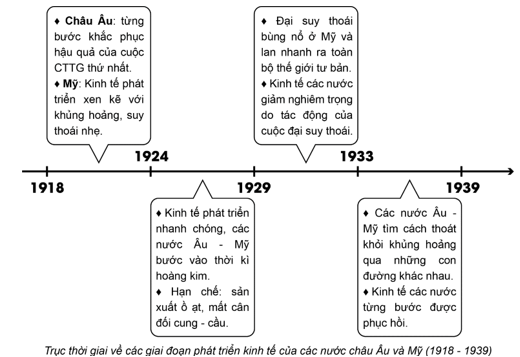 ♦ Châu Âu: từng
bước khắc phục
hậu quả của cuộc
CTTG thứ nhất.
♦ Mỹ: Kinh tế phát
triển xen kẽ với
khủng hoảng, suy
thoái nhẹ.
♦ Đại suy thoái
bùng nổ ở Mỹ và
lan nhanh ra toàn
bộ thế giới tư bản.
♦ Kinh tế các nước
giảm nghiêm trọng
do tác động của
cuộc đại suy thoái.
1924
1933
1918
1929
1939
♦ Kinh tế phát triển
nhanh chóng, các
nước Âu - Mỹ
bước vào thời kì
hoàng kim.
♦ Hạn chế: sản
xuất ồ ạt, mất cân
đối cung - cầu.
♦ Các nước Âu -
Mỹ tìm cách thoát
khỏi khủng hoảng
qua những con
đường khác nhau.
♦ Kinh tế các nước
từng bước được
phục hồi.
Trục thời giai về các giai đoạn phát triển kinh tế của các nước châu Âu và Mỹ (1918 - 1939)